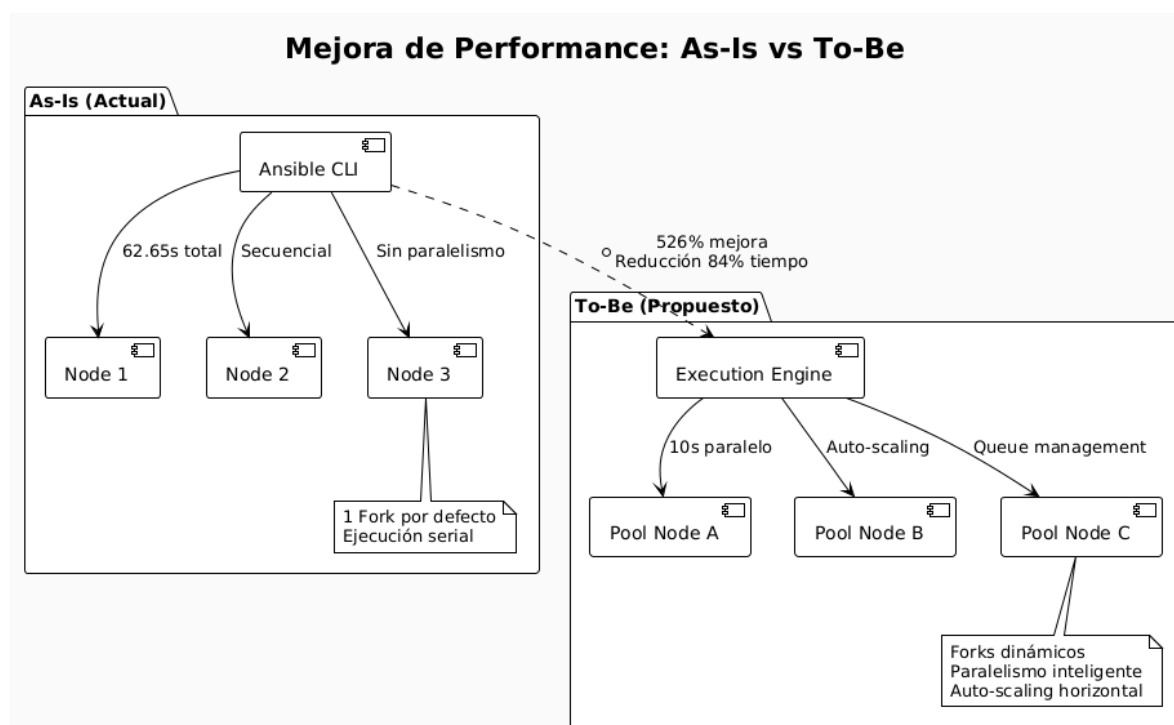 Mejora de Performance: As-Is vs To-Be
As-Is (Actual)
Ansible CLI
62.65s total
Secuencial
Sin paralelismo
526% mejora
Reducción 84% tiempo
Node 1
Node 2
Node 3
1 Fork por defecto
Ejecución serial
To-Be (Propuesto)
Execution Engine
10s paralelo
Auto-scaling
Queue management
Pool Node A
Pool Node B
Pool Node C
Forks dinámicos
Paralelismo inteligente
Auto-scaling horizontal